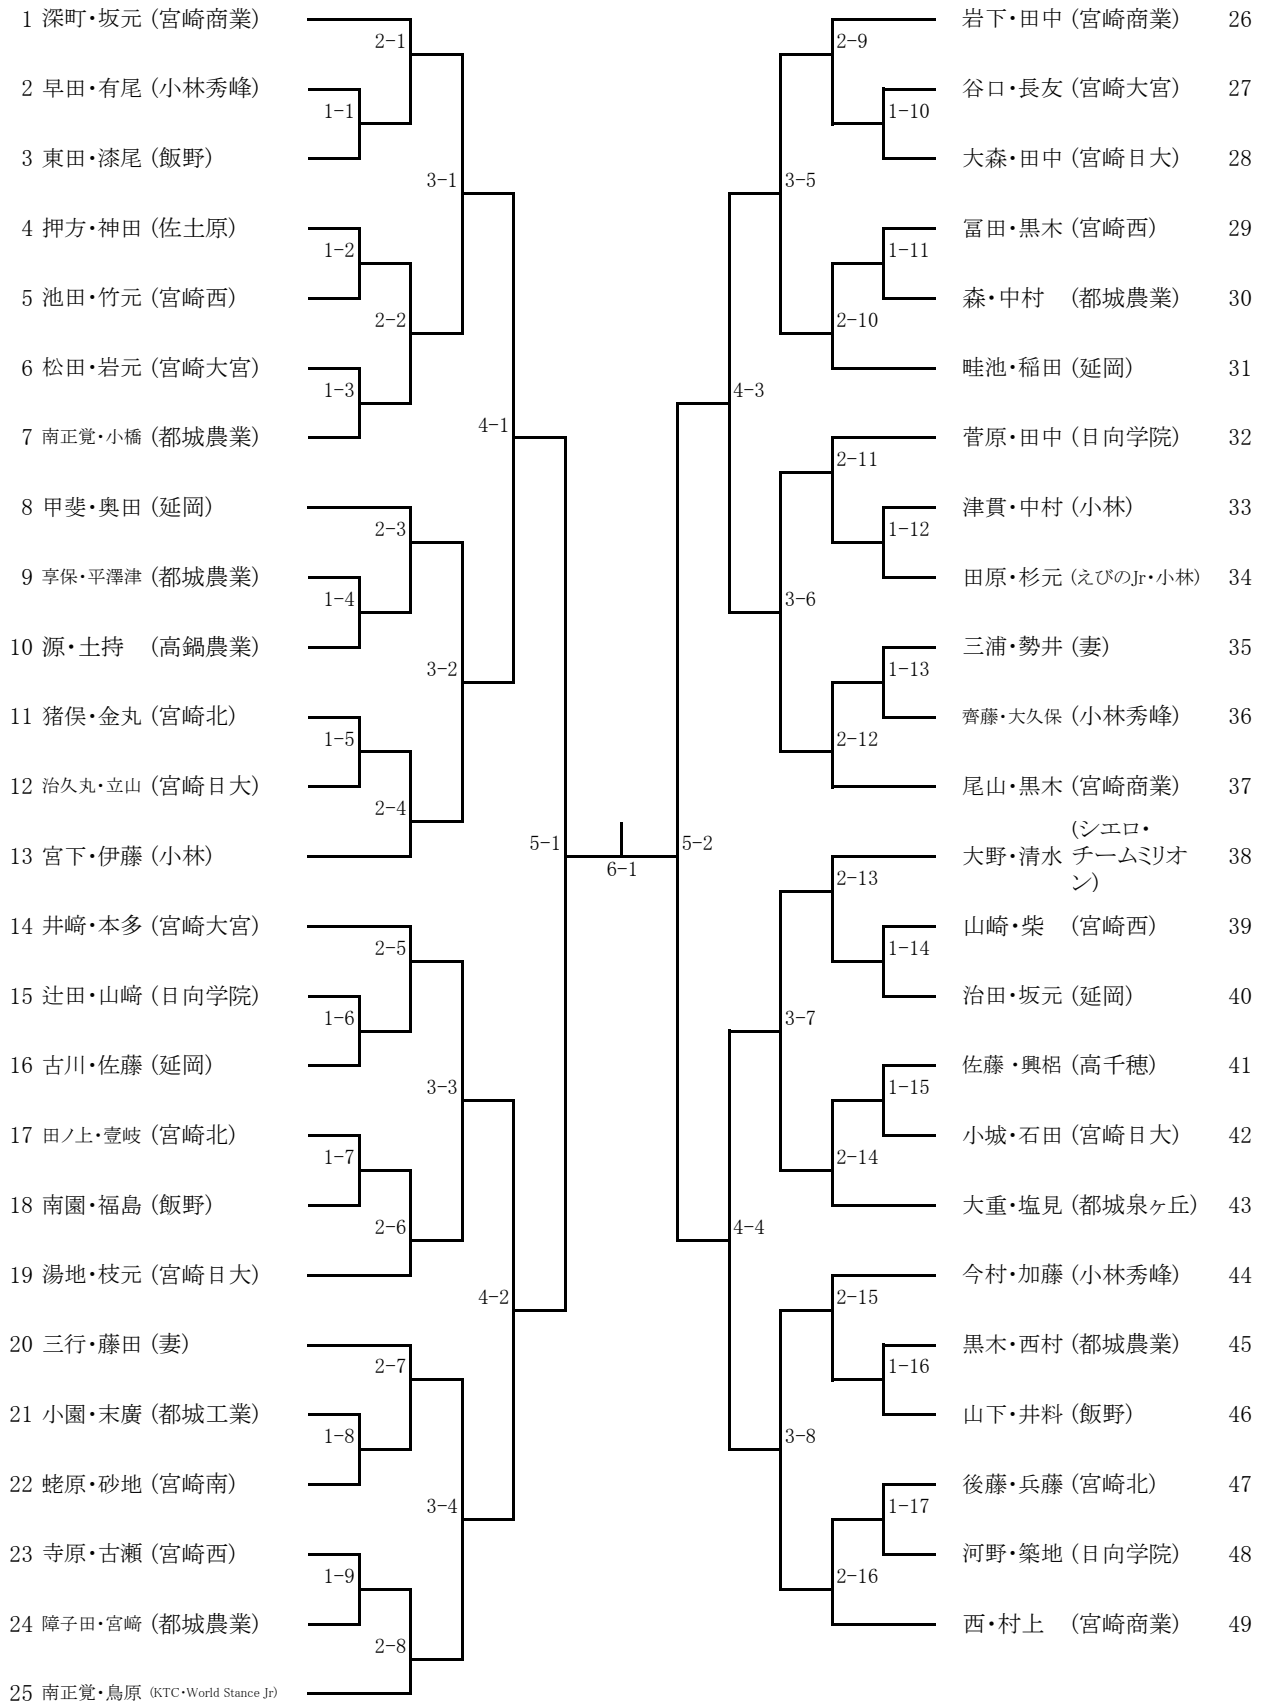 1 深町・坂元 (宮崎商業)
2 早田・有尾 (小林秀峰)
3 東田・漆尾 (飯野)
4 押方・神田 (佐土原)
5 池田・竹元 (宮崎西)
6 松田・岩元 (宮崎大宮)
7 南正覚・小橋 (都城農業)
8 甲斐・奥田 (延岡)
9 享保・平澤津 (都城農業)
10 源・土持 (高鍋農業)
11 猪俣・金丸 (宮崎北)
12 治久丸・立山 (宮崎日大)
13 宮下・伊藤 (小林)
14 井﨑・本多 (宮崎大宮)
15 辻田・山﨑 (日向学院)
16 古川・佐藤 (延岡)
17 田ノ上・壹岐 (宮崎北)
18 南園・福島 (飯野)
19 湯地・枝元 (宮崎日大)
20 三行・藤田 (妻)
21 小園・末廣 (都城工業)
22 蛯原・砂地 (宮崎南)
23 寺原・古瀬 (宮崎西)
24 障子田・宮﨑 (都城農業)
25 南正覚・鳥原 (KTC・World Stance Jr)
1-1
1-2
1-3
1-4
1-5
1-6
1-7
1-8
1-9
2-1
2-2
2-3
2-4
2-5
2-6
2-7
2-8
3-1
3-2
3-3
3-4
4-1
4-2
5-1
6-1
5-2
4-3
4-4
3-5
3-6
3-7
3-8
2-9
2-10
2-11
2-12
2-13
2-14
2-15
2-16
1-10
1-11
1-12
1-13
1-14
1-15
1-16
1-17
岩下・田中 (宮崎商業) 26
谷口・長友 (宮崎大宮) 27
大森・田中 (宮崎日大) 28
冨田・黒木 (宮崎西) 29
森・中村 (都城農業) 30
畦池・稲田 (延岡) 31
菅原・田中 (日向学院) 32
津貫・中村 (小林) 33
田原・杉元 (えびのJr・小林) 34
三浦・勢井 (妻) 35
齊藤・大久保 (小林秀峰) 36
尾山・黒木 (宮崎商業) 37
(シエロ・
大野・清水 チームミリオ 38
ン)
山崎・柴 (宮崎西) 39
治田・坂元 (延岡) 40
佐藤・興梠 (高千穂) 41
小城・石田 (宮崎日大) 42
大重・塩見 (都城泉ヶ丘) 43
今村・加藤 (小林秀峰) 44
黒木・西村 (都城農業) 45
山下・井料 (飯野) 46
後藤・兵藤 (宮崎北) 47
河野・築地 (日向学院) 48
西・村上 (宮崎商業) 49